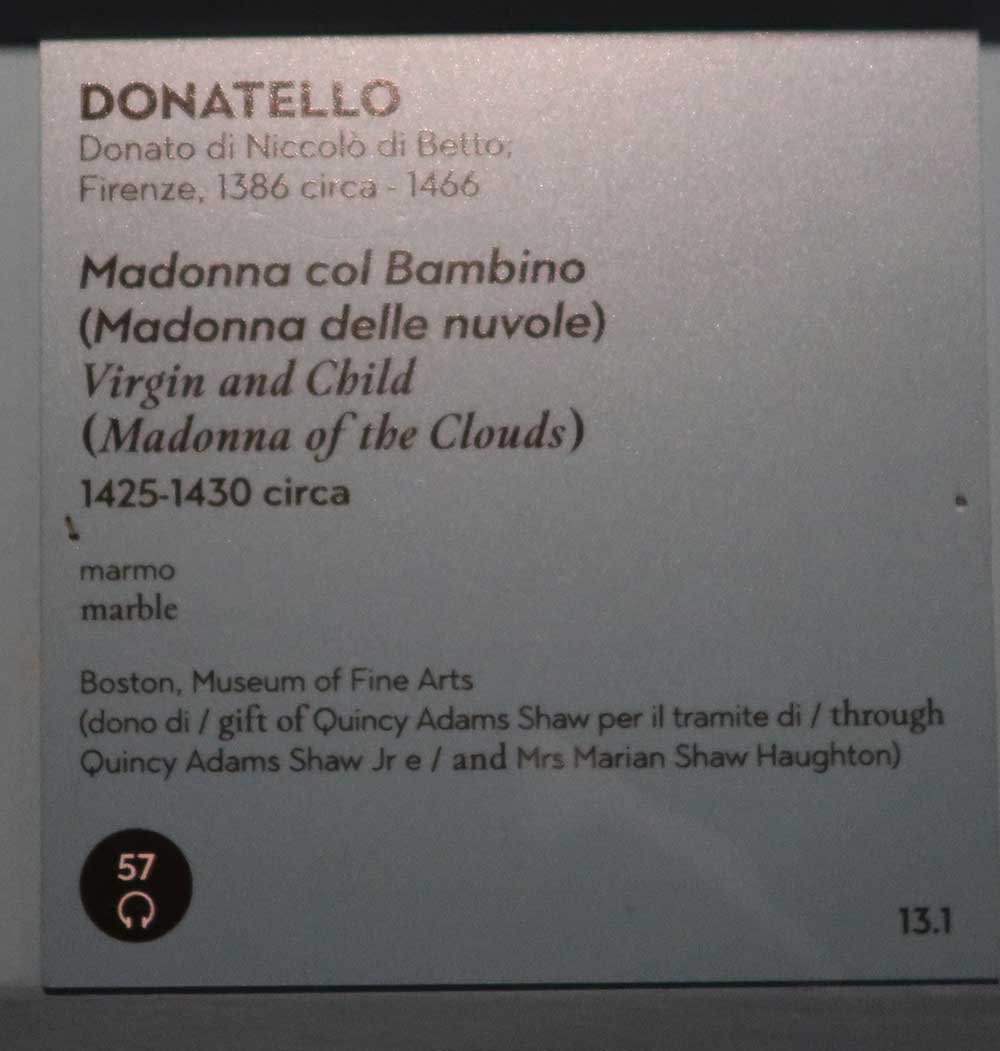 DONATELLO
Donato di Niccolò di Betto;
Firenze, 1386 circa - 1466
Madonna col Bambino
(Madonna delle nuvole)
Virgin and Child
(Madonna of the Clouds)
1425-1430 circa
marmo
marble
Boston, Museum of Fine Arts
(dono di / gift of Quincy Adams Shaw per il tramite di / through
Quincy Adams Shaw Jr e / and Mrs Marian Shaw Haughton)
57
13.1